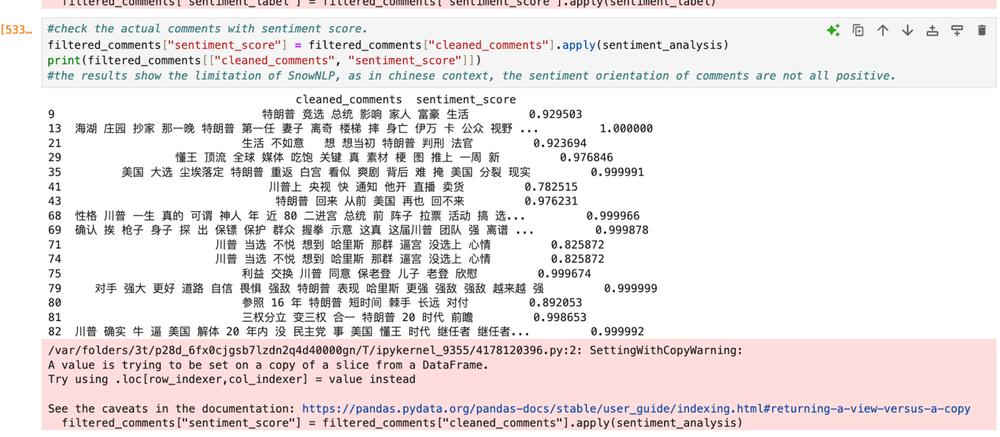 filtered_comments["sentiment_label"] = filtered_comments["sentiment_score"].apply(sentiment_label)
[533...
#check the actual comments with sentiment score.
filtered_comments["sentiment_score"] = filtered_comments["cleaned_comments"].apply(sentiment_analysis)
print(filtered_comments[["cleaned_comments", "sentiment_score"]])
#the results show the limitation of SnowNLP, as in chinese context, the sentiment orientation of comments are not all positive.
cleaned_comments sentiment_score
9 特朗普 竞选 总统 影响 家人 富豪 生活 0.929503
13 海湖 庄园 抄家 那一晚 特朗普 第一任 妻子 离奇 楼梯 摔 身亡 伊万 卡 公众 视野 ... 1.000000
21 生活 不如意 想 想当初 特朗普 判刑 法官 0.923694
29 懂王 顶流 全球 媒体 吃饱 关键 真 素材 梗 图 推上 一周 新 0.976846
35 美国 大选 尘埃落定 特朗普 重返 白宫 看似 爽剧 背后 难 掩 美国 分裂 现实 0.999991
41 川普上 央视 快 通知 他开 直播 卖货 0.782515
43 特朗普 回来 从前 美国 再也 回不来 0.976231
68 性格 川普 一生 真的 可谓 神人 年 近 80 二进宫 总统 前 阵子 拉票 活动 搞 选... 0.999966
69 确认 挨 枪子 身子 探 出 保镖 保护 群众 握拳 示意 这真 这届川普 团队 强 离谱 ... 0.999878
71 川普 当选 不悦 想到 哈里斯 那群 逼宫 没选上 心情 0.825872
74 川普 当选 不悦 想到 哈里斯 那群 逼宫 没选上 心情 0.825872
75 利益 交换 川普 同意 保老登 儿子 老登 欣慰 0.999674
79 对手 强大 更好 道路 自信 畏惧 强敌 特朗普 表现 哈里斯 更强 强敌 强敌 越来越 强 0.999999
80 参照 16 年 特朗普 短时间 棘手 长远 对付 0.892053
81 三权分立 变三权 合一 特朗普 20 时代 前瞻 0.998653
82 川普 确实 牛 逼 美国 解体 20 年内 没 民主党 事 美国 懂王 时代 继任者 继任者... 0.999992
/var/folders/3t/p28d_6fx0cjgsb7lzdn2q4d40000gn/T/ipykernel_9355/4178120396.py:2: SettingWithCopyWarning:
A value is trying to be set on a copy of a slice from a DataFrame.
Try using .loc[row_indexer,col_indexer] = value instead
See the caveats in the documentation: https://pandas.pydata.org/pandas-docs/stable/user_guide/indexing.html#returning-a-view-versus-a-copy
filtered_comments["sentiment_score"] = filtered_comments["cleaned_comments"].apply(sentiment_analysis)